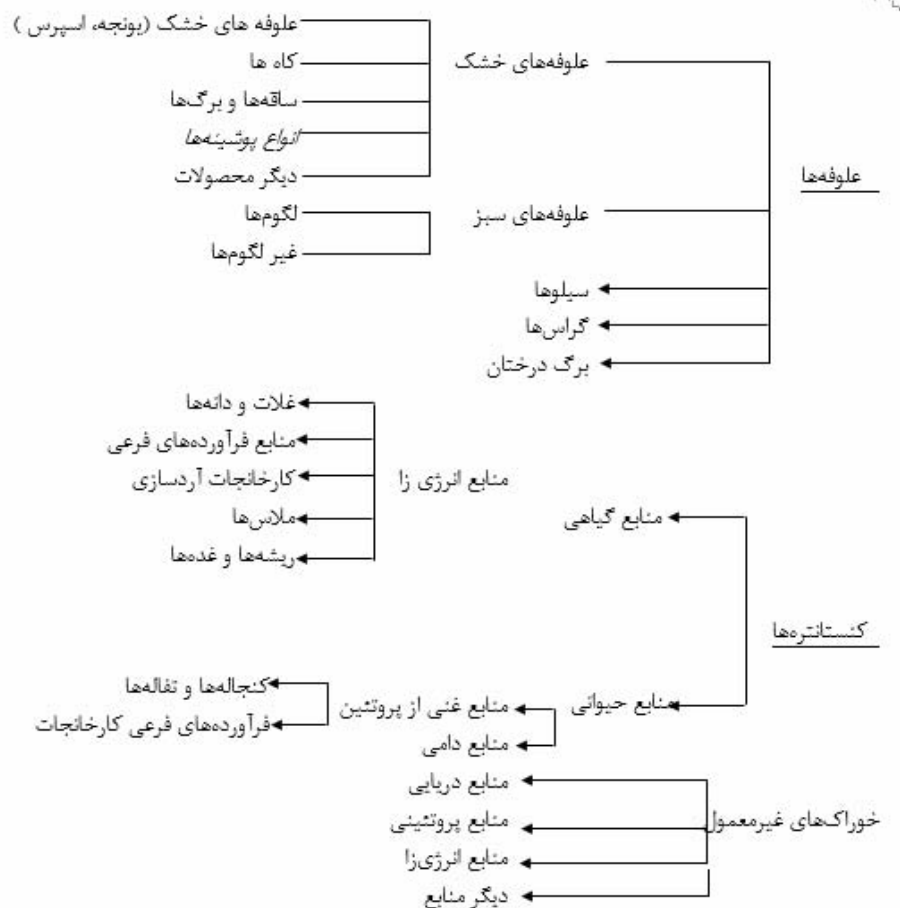 علوفه‌ها
علوفه‌های خشک
علوفه های خشک (یونجه، اسپرس )
کاه ها
ساقه‌ها و برگ‌ها
انواع پوشینه‌ها
دیگر محصولات
علوفه‌های سبز
لگوم‌ها
غیر لگوم‌ها
سیلوها
گراس‌ها
برگ درختان
کنستانتره‌ها
منابع گیاهی
منابع انرژی زا
غلات و دانه‌ها
منابع فرآورده‌های فرعی
کارخانجات آردسازی
ملاس‌ها
ریشه‌ها و غده‌ها
منابع حیوانی
منابع غنی از پروتئین
کنجاله‌ها و تفاله‌ها
فرآورده‌های فرعی کارخانجات
منابع دامی
خوراک‌های غیرمعمول
منابع دریایی
منابع پروتئینی
منابع انرژی‌زا
دیگر منابع